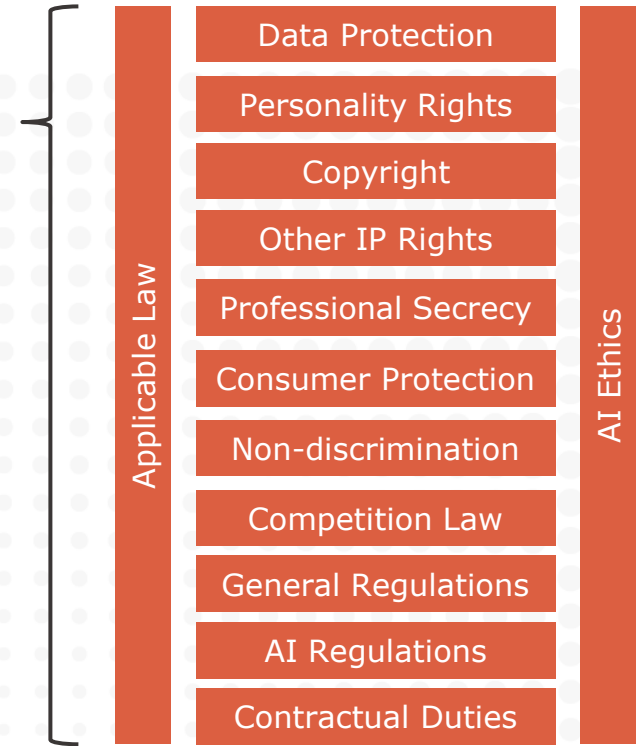 Applicable Law
Data Protection
Personality Rights
Copyright
Other IP Rights
Professional Secrecy
Consumer Protection
Non-discrimination
Competition Law
General Regulations
AI Regulations
Contractual Duties
AI Ethics